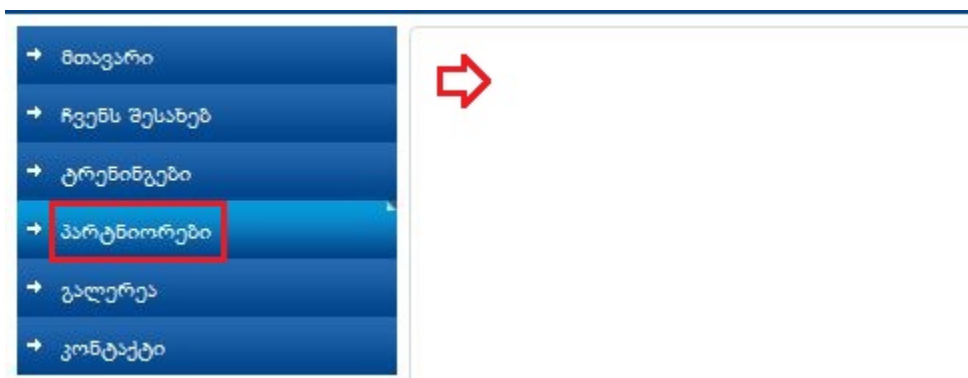 მთავარი
ჩვენს შესახებ
ტრენინგები
პარტნიორები
გალერეა
კონტაქტი